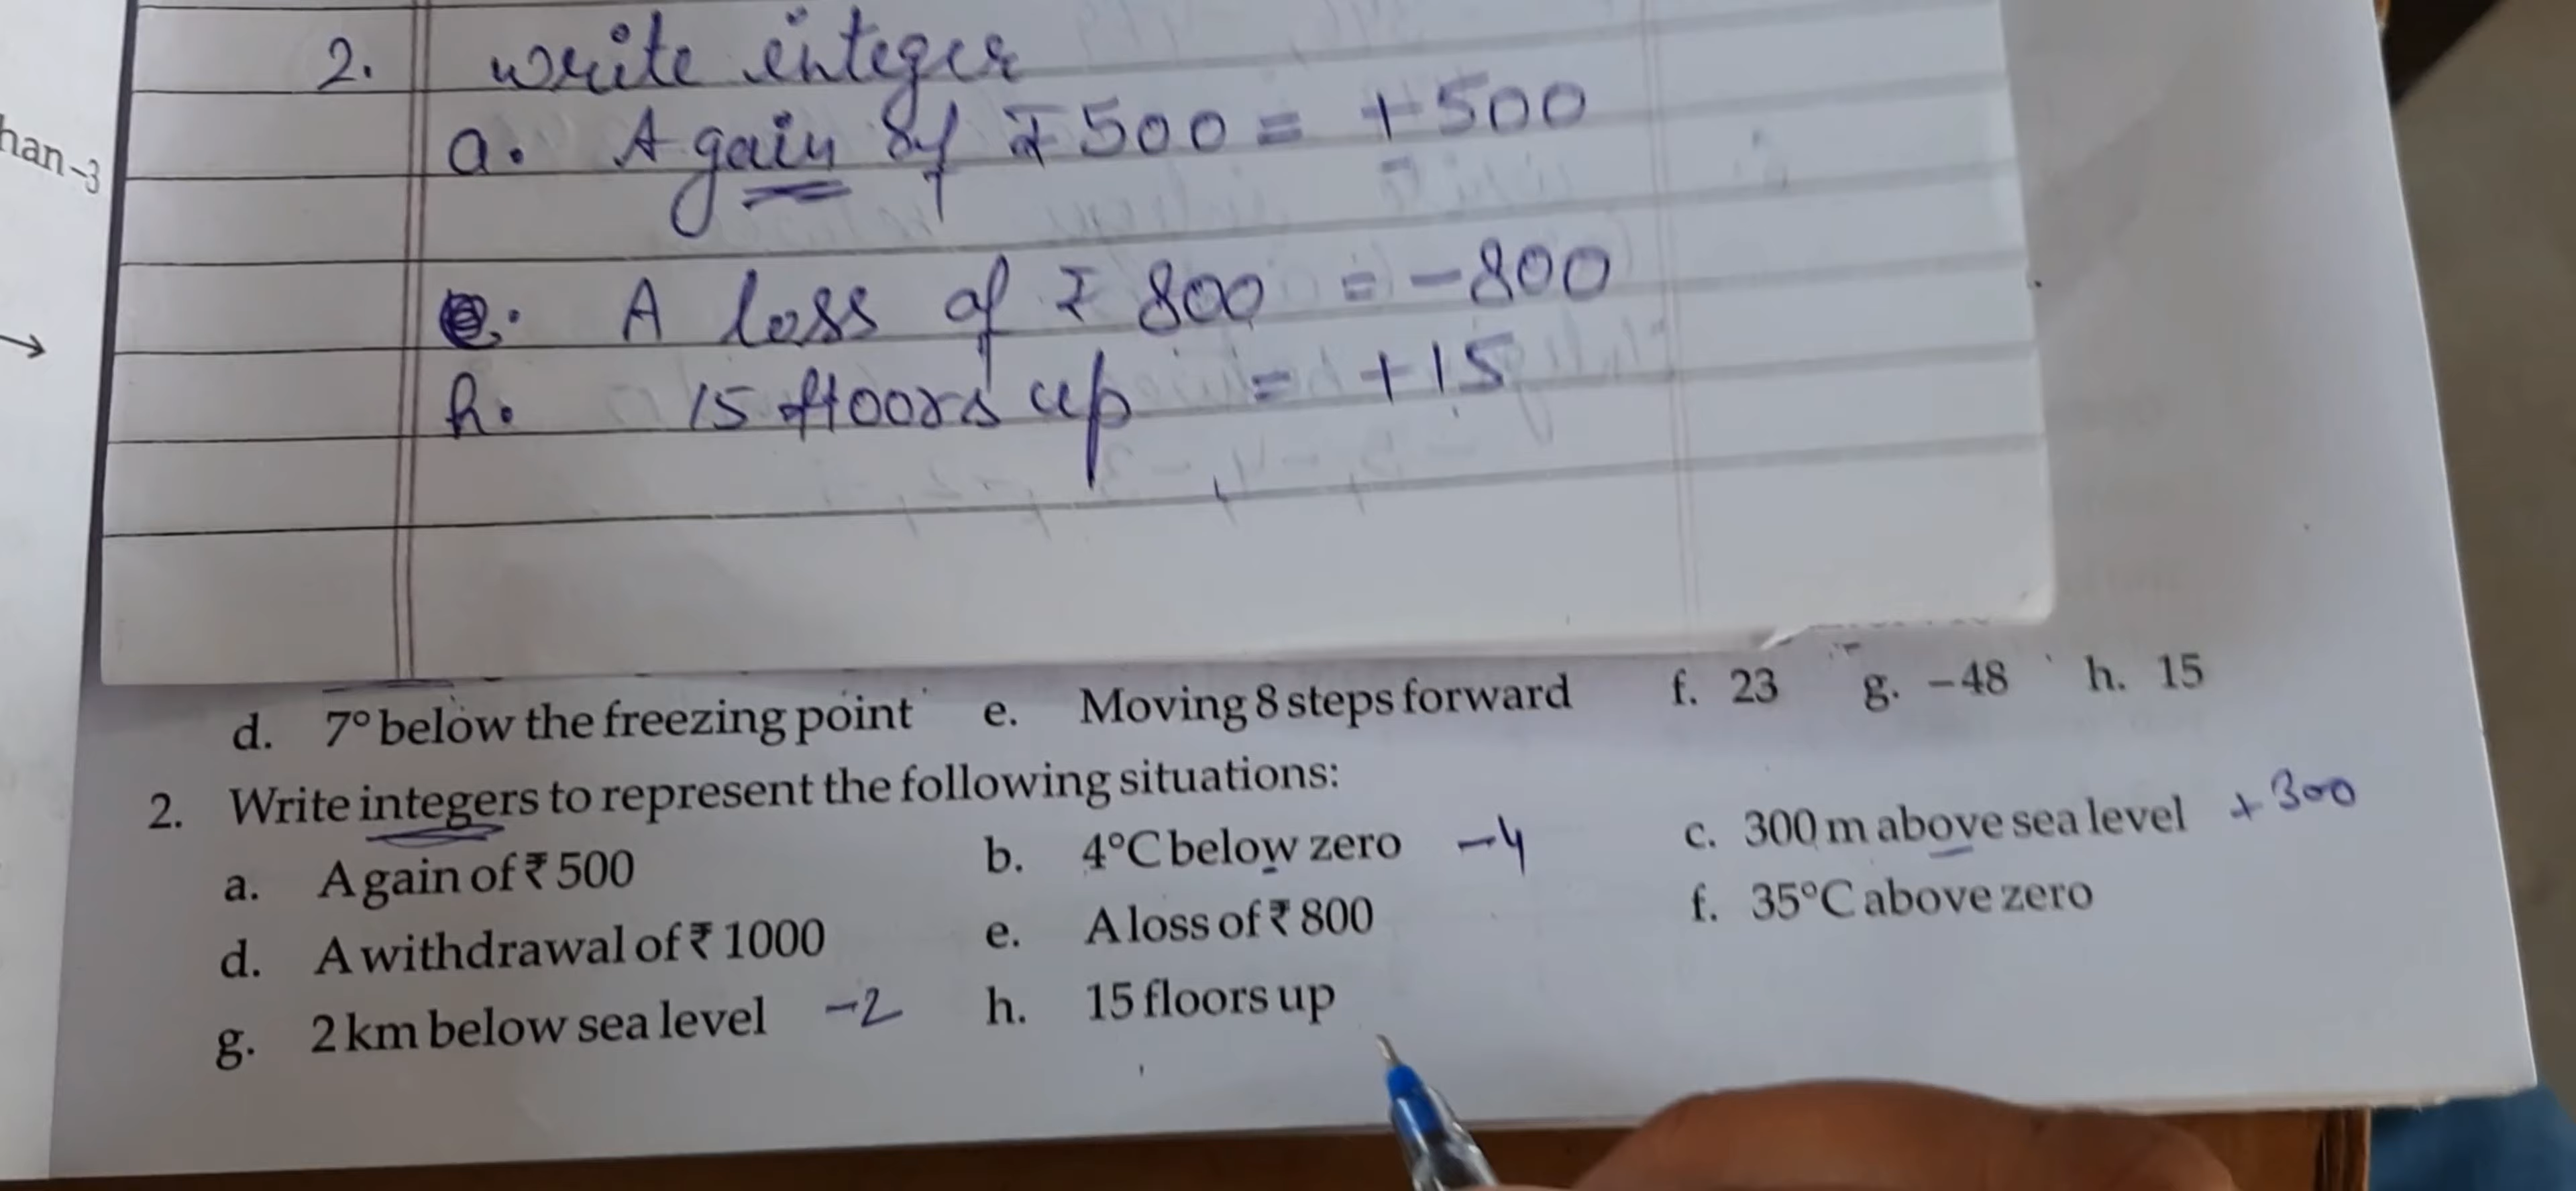 han-3
→
2. write integer
a. A gain of ₹500 = +500
e. A loss of ₹ 800 = -800
h. 15 floors up = +15
d. 7° below the freezing point e. Moving 8 steps forward f. 23 g. -48 h. 15
2. Write integers to represent the following situations:
a. A gain of ₹ 500 b. 4°C below zero -4 c. 300 m above sea level +300
d. A withdrawal of ₹ 1000 e. A loss of ₹ 800 f. 35°C above zero
g. 2 km below sea level -2 h. 15 floors up